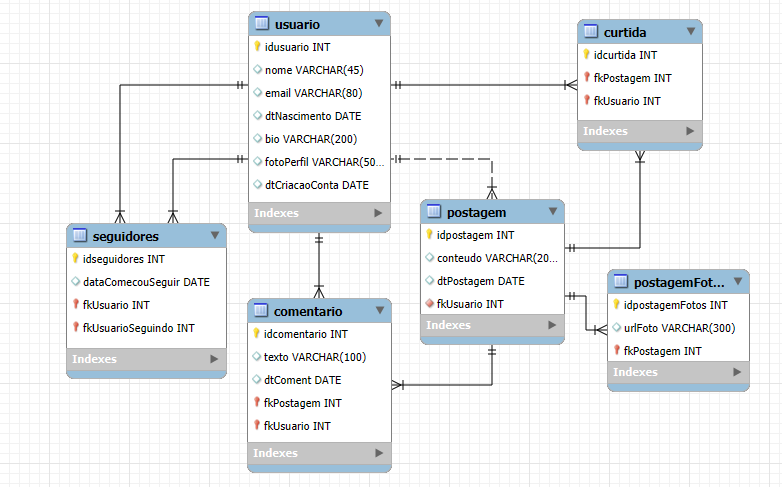 usuario
idusuario INT
nome VARCHAR(45)
email VARCHAR(80)
dtNascimento DATE
bio VARCHAR(200)
fotoPerfil VARCHAR(50...
dtCriacaoConta DATE
Indexes
curtida
idcurtida INT
fkPostagem INT
fkUsuario INT
Indexes
seguidores
idseguidores INT
dataComecouSeguir DATE
fkUsuario INT
fkUsuarioSeguindo INT
Indexes
postagem
idpostagem INT
conteudo VARCHAR(20...
dtPostagem DATE
fkUsuario INT
Indexes
comentario
idcomentario INT
texto VARCHAR(100)
dtComent DATE
fkPostagem INT
fkUsuario INT
Indexes
postagemFot...
idpostagemFotos INT
urlFoto VARCHAR(300)
fkPostagem INT
Indexes